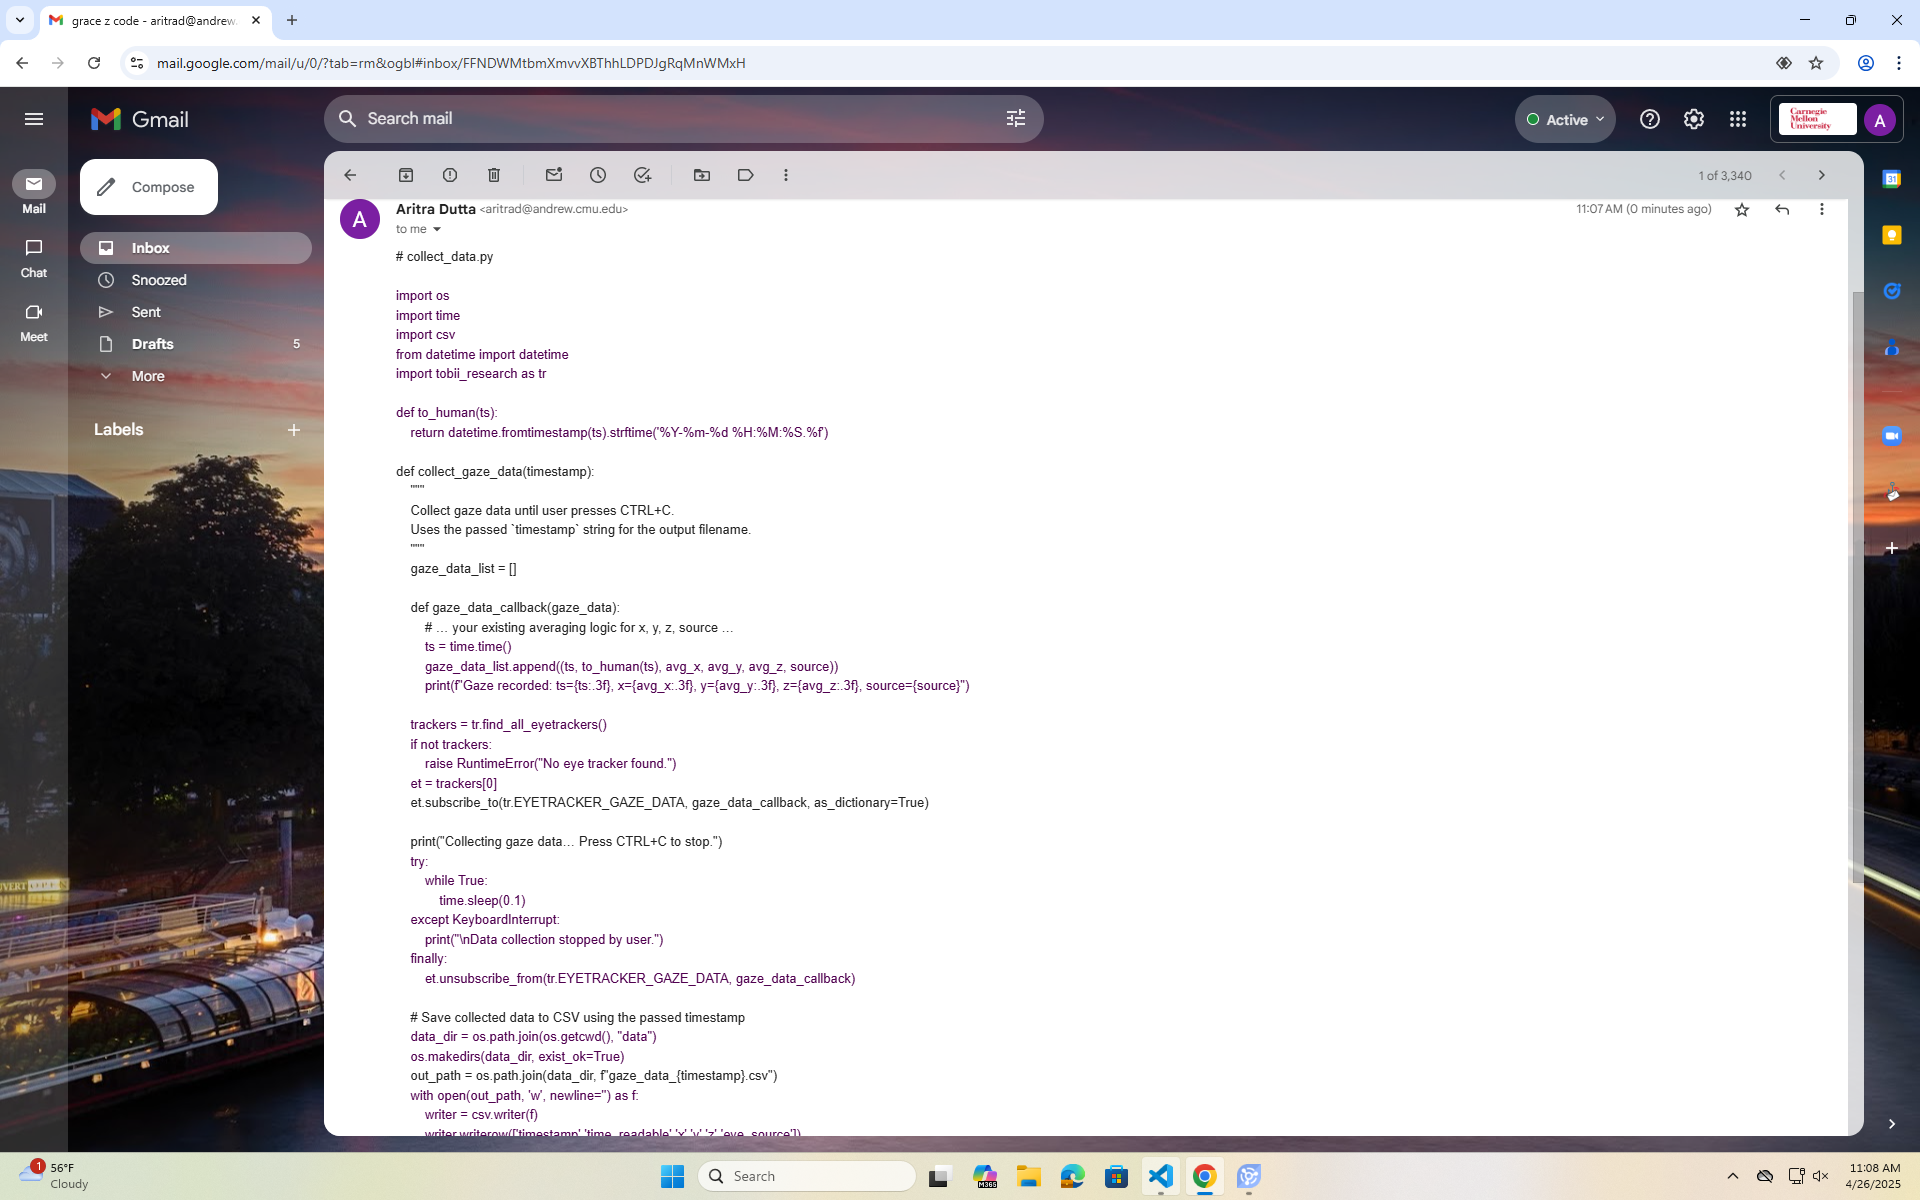 grace z code - aritrad@andrew.
mail.google.com/mail/u/0/?tab=rm&ogbl#inbox/FFNDWMtbmXmvvXBThhLDPDJgRqMnWMxH
Gmail
Search mail
Active
Carnegie
Mellon
University
A
Mail
Chat
Meet
Compose
Inbox
Snoozed
Sent
Drafts 5
More
Labels
1 of 3,340
A
Aritra Dutta <aritrad@andrew.cmu.edu>
11:07 AM (0 minutes ago)
to me
# collect_data.py
import os
import time
import csv
from datetime import datetime
import tobii_research as tr
def to_human(ts):
return datetime.fromtimestamp(ts).strftime('%Y-%m-%d %H:%M:%S.%f')
def collect_gaze_data(timestamp):
"""
Collect gaze data until user presses CTRL+C.
Uses the passed `timestamp` string for the output filename.
"""
gaze_data_list = []
def gaze_data_callback(gaze_data):
# … your existing averaging logic for x, y, z, source …
ts = time.time()
gaze_data_list.append((ts, to_human(ts), avg_x, avg_y, avg_z, source))
print(f"Gaze recorded: ts={ts:.3f}, x={avg_x:.3f}, y={avg_y:.3f}, z={avg_z:.3f}, source={source}")
trackers = tr.find_all_eyetrackers()
if not trackers:
raise RuntimeError("No eye tracker found.")
et = trackers[0]
et.subscribe_to(tr.EYETRACKER_GAZE_DATA, gaze_data_callback, as_dictionary=True)
print("Collecting gaze data… Press CTRL+C to stop.")
try:
while True:
time.sleep(0.1)
except KeyboardInterrupt:
print("\nData collection stopped by user.")
finally:
et.unsubscribe_from(tr.EYETRACKER_GAZE_DATA, gaze_data_callback)
# Save collected data to CSV using the passed timestamp
data_dir = os.path.join(os.getcwd(), "data")
os.makedirs(data_dir, exist_ok=True)
out_path = os.path.join(data_dir, f"gaze_data_{timestamp}.csv")
with open(out_path, 'w', newline='') as f:
writer = csv.writer(f)
writer.writerow(['timestamp','time_readable','x','y','z','eye_source'])
31
1
56°F
Cloudy
Search
M365
11:08 AM
4/26/2025